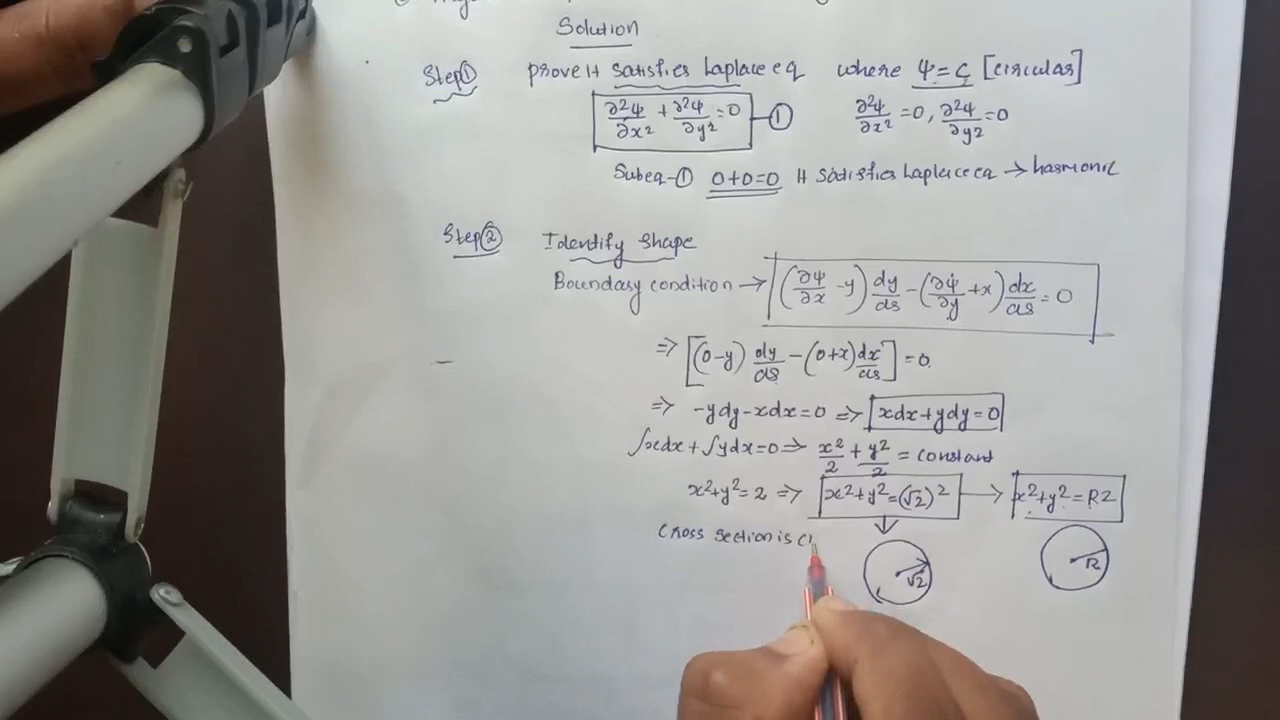 Solution
Step① Prove it satisfies Laplace eq where Ψ = C [circular]
∂²Ψ/∂x² + ∂²Ψ/∂y² = 0 —① ∂²Ψ/∂x² = 0, ∂²Ψ/∂y² = 0
Sub eq-① 0+0=0 It satisfies Laplace eq → harmonic
Step② Identify shape
Boundary condition → (∂Ψ/∂x - y) dy/ds - (∂Ψ/∂y + x) dx/ds = 0
⇒ [(0-y) dy/ds - (0+x) dx/ds] = 0
⇒ -ydy - xdx = 0 ⇒ xdx + ydy = 0
∫xdx + ∫ydx = 0 ⇒ x²/2 + y²/2 = constant
x²+y² = 2 ⇒ x²+y² = (√2)² → x²+y² = R2
Cross section is ci
√2 R